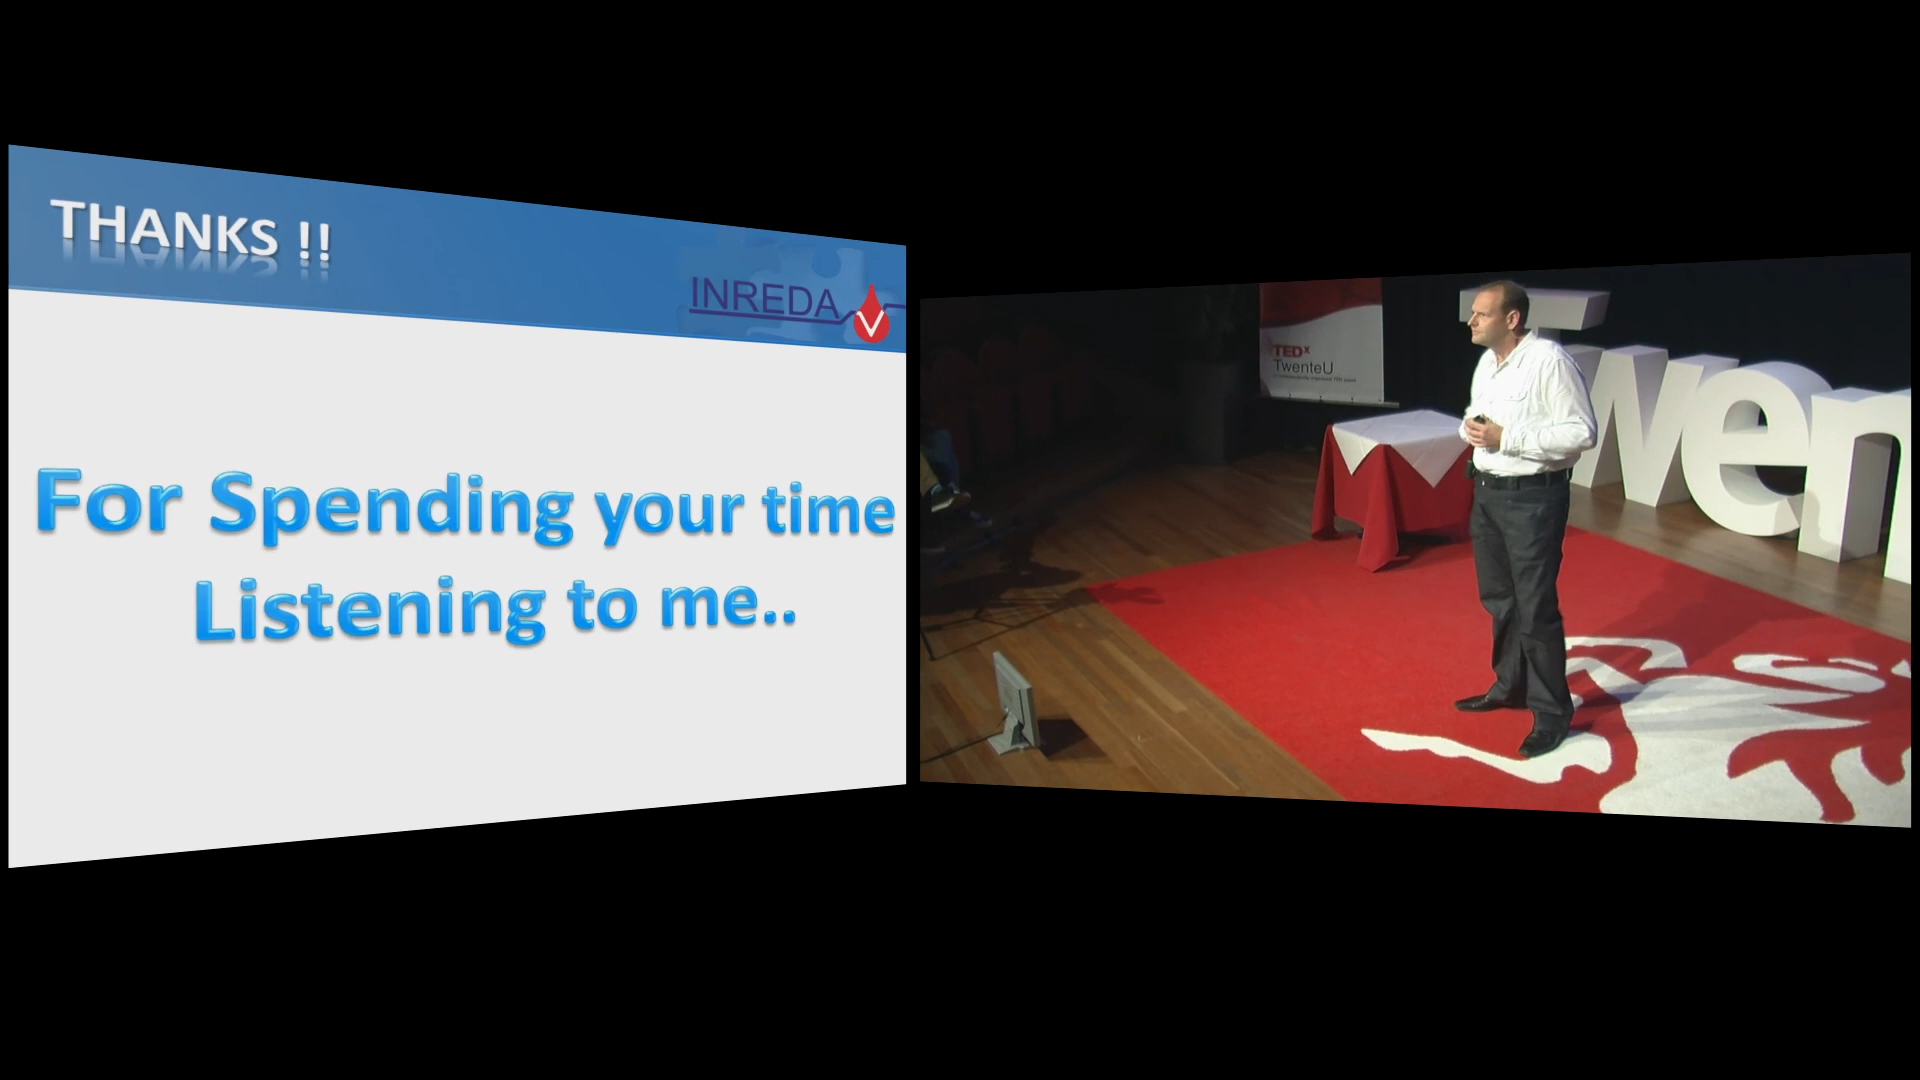 THANKS !!
INREDA
For Spending your time
Listening to me..
TEDx
TwenteU
Twen